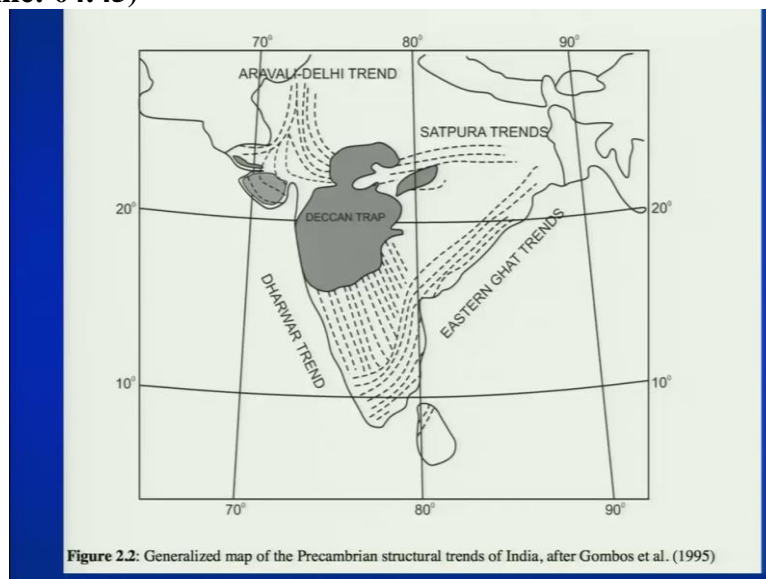 70° 80° 90°
ARAVALI-DELHI TREND
SATPURA TRENDS
20° 20°
DECCAN TRAP
EASTERN GHAT TRENDS
DHARWAR TREND
10° 10°
70° 80° 90°
Figure 2.2: Generalized map of the Precambrian structural trends of India, after Gombos et al. (1995)